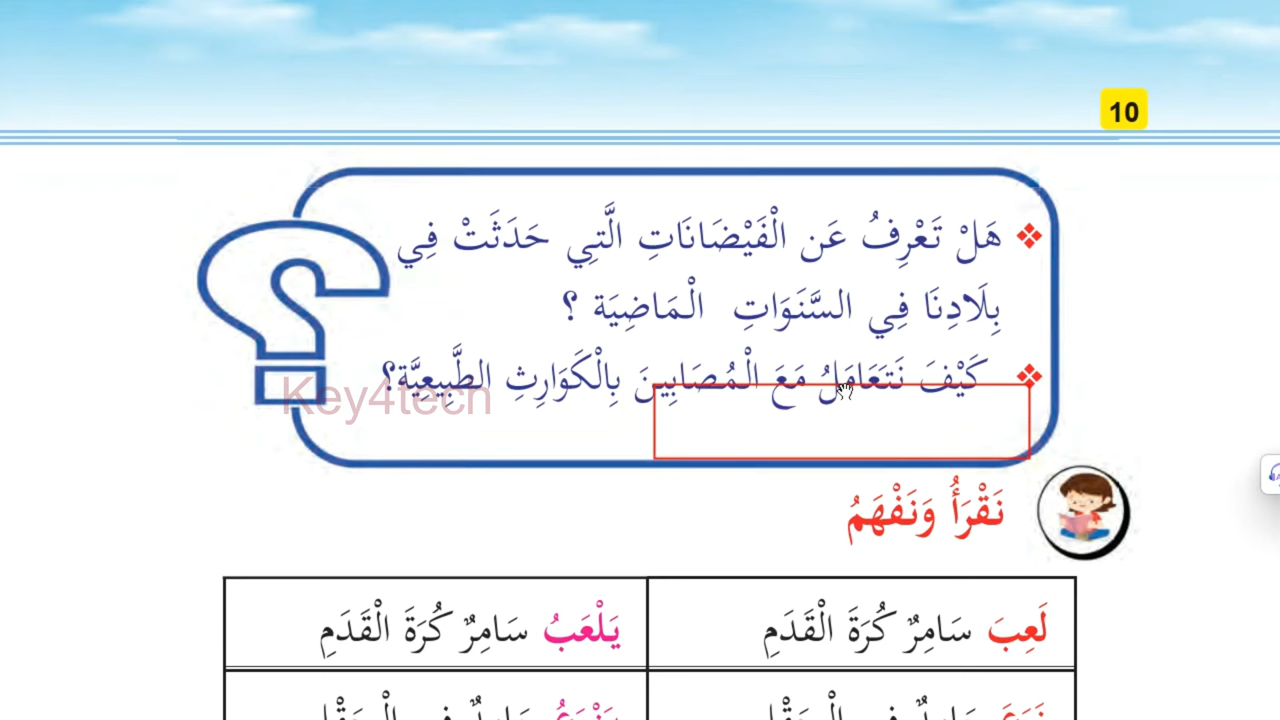 10
هَلْ تَعْرِفُ عَن الْفَيْضَانَاتِ الَّتِي حَدَثَتْ فِي
بِلَادِنَا فِي السَّنَوَاتِ الْمَاضِيَة ؟
كَيْفَ نَتَعَامَلُ مَعَ الْمُصَابِينَ بِالْكَوَارِثِ الطَّبِيعِيَّة؟
Key4tech
نَقْرَأُ وَنَفْهَمُ
لَعِبَ سَامِرٌ كُرَةَ الْقَدَمِ
يَلْعَبُ سَامِرٌ كُرَةَ الْقَدَمِ